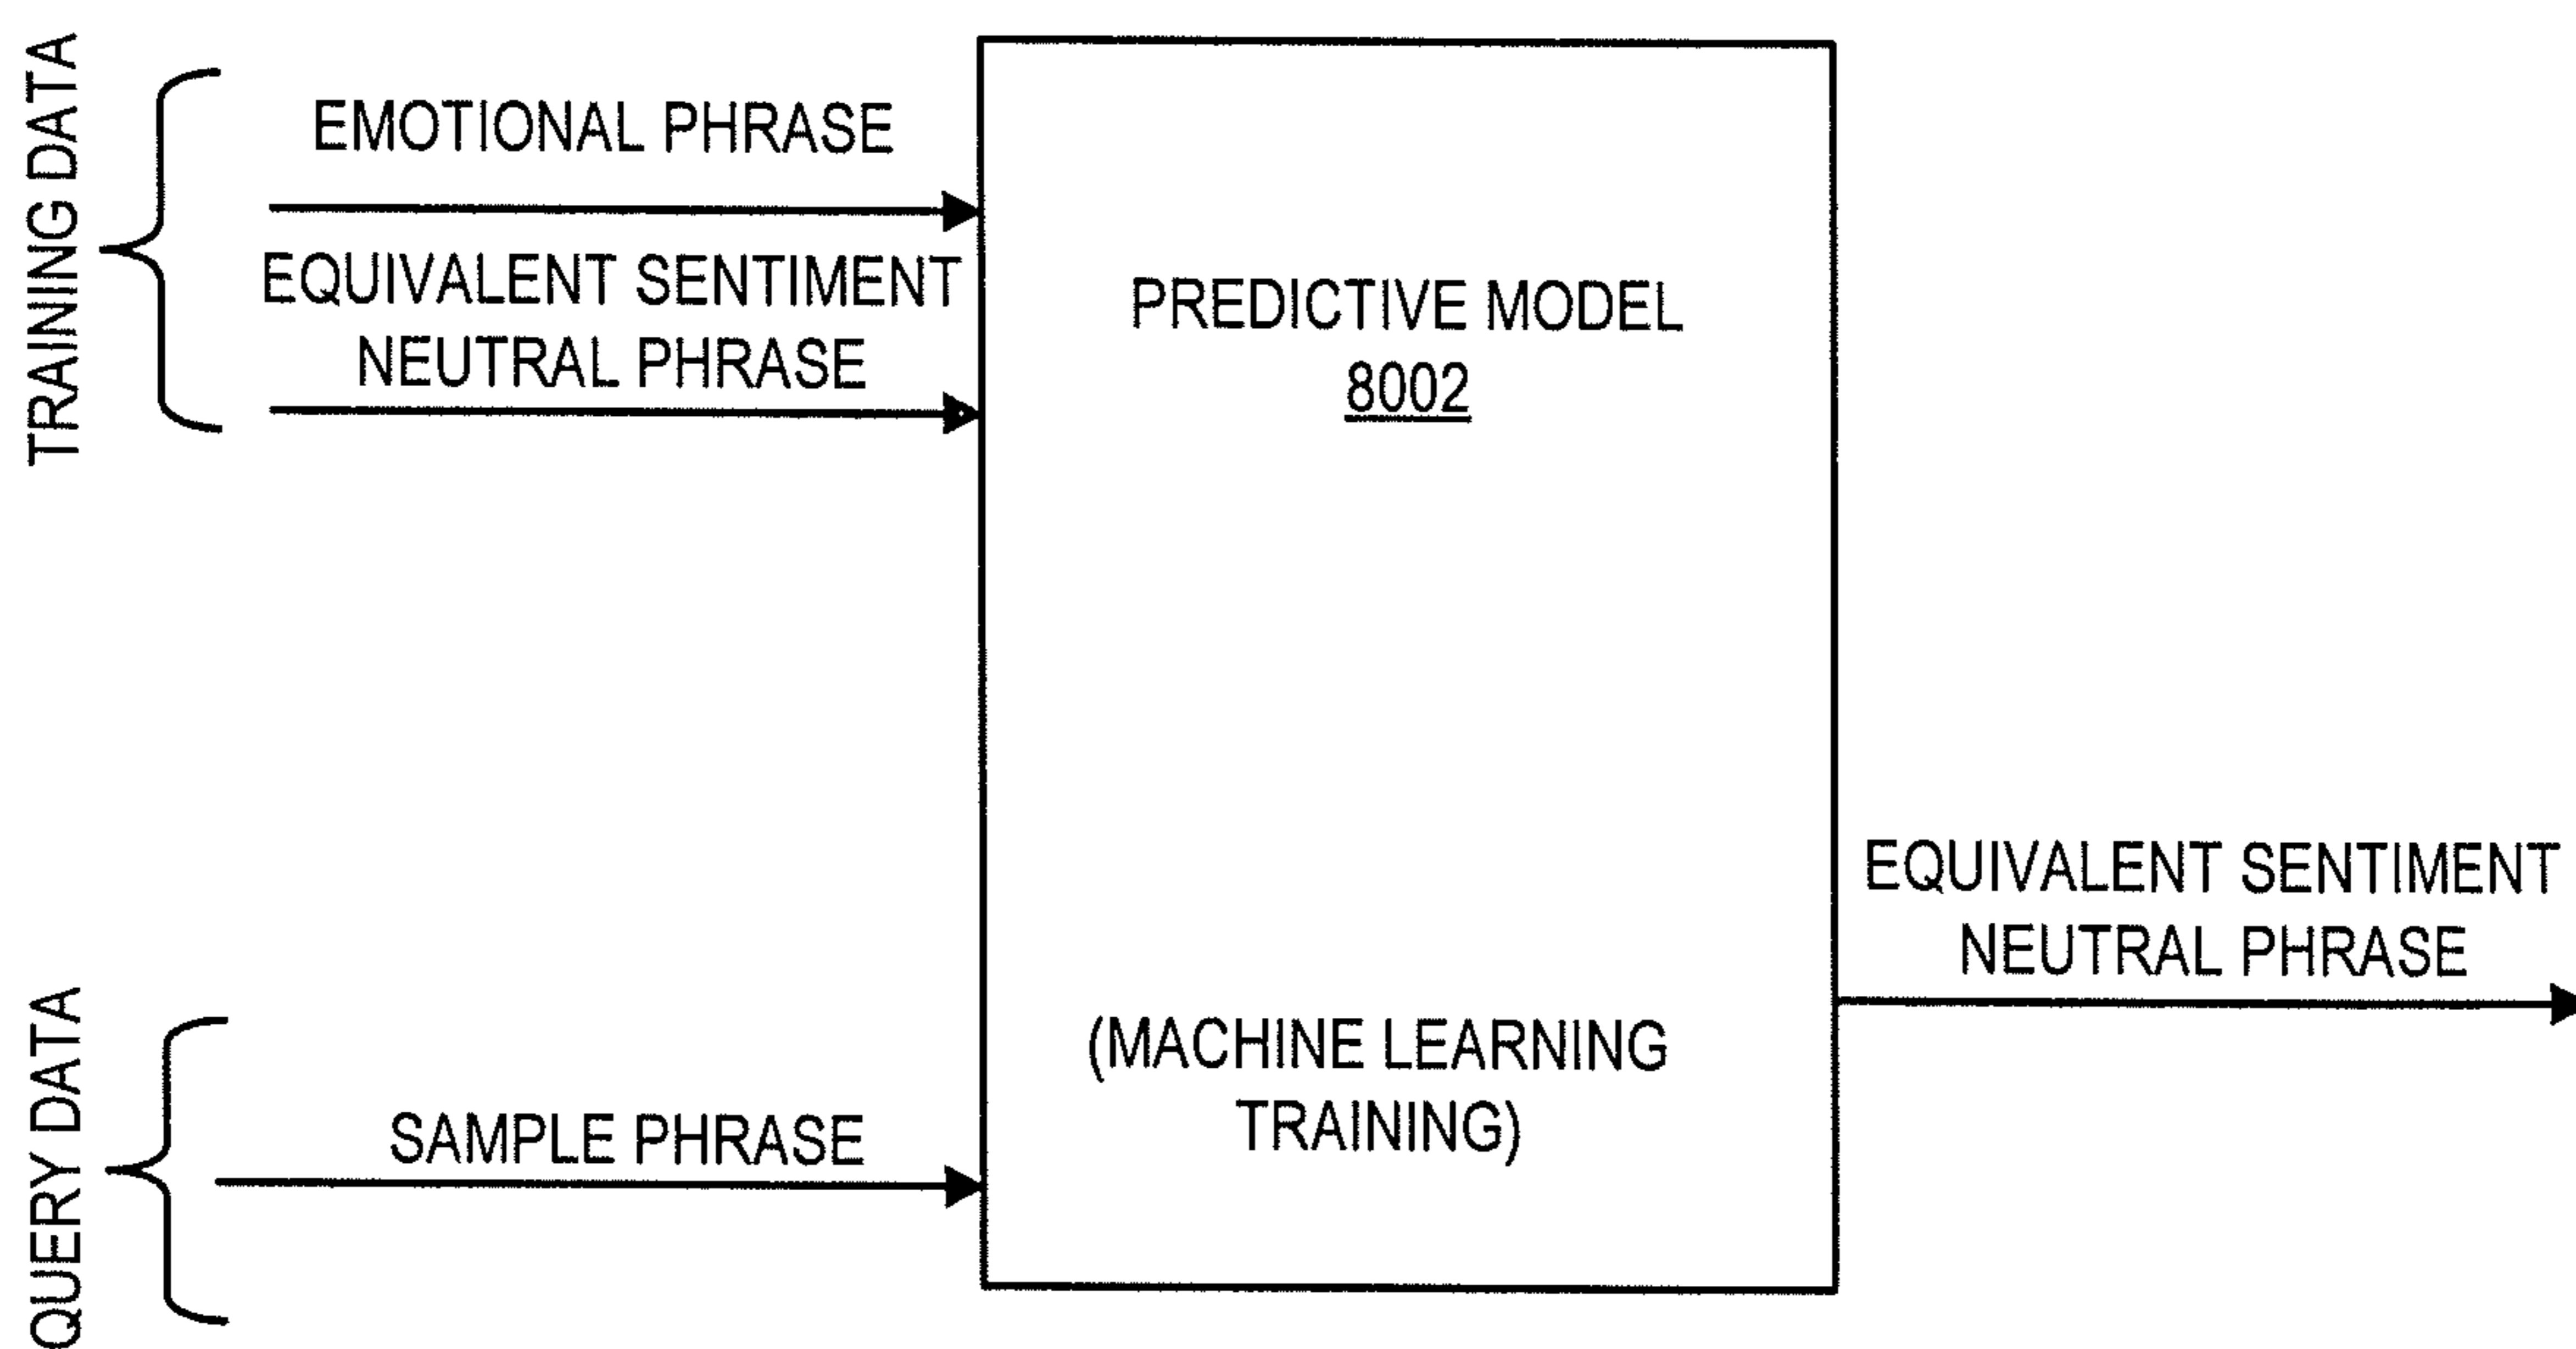 TRAINING DATA
EMOTIONAL PHRASE
EQUIVALENT SENTIMENT
NEUTRAL PHRASE
PREDICTIVE MODEL
8002
(MACHINE LEARNING
TRAINING)
QUERY DATA
SAMPLE PHRASE
EQUIVALENT SENTIMENT
NEUTRAL PHRASE